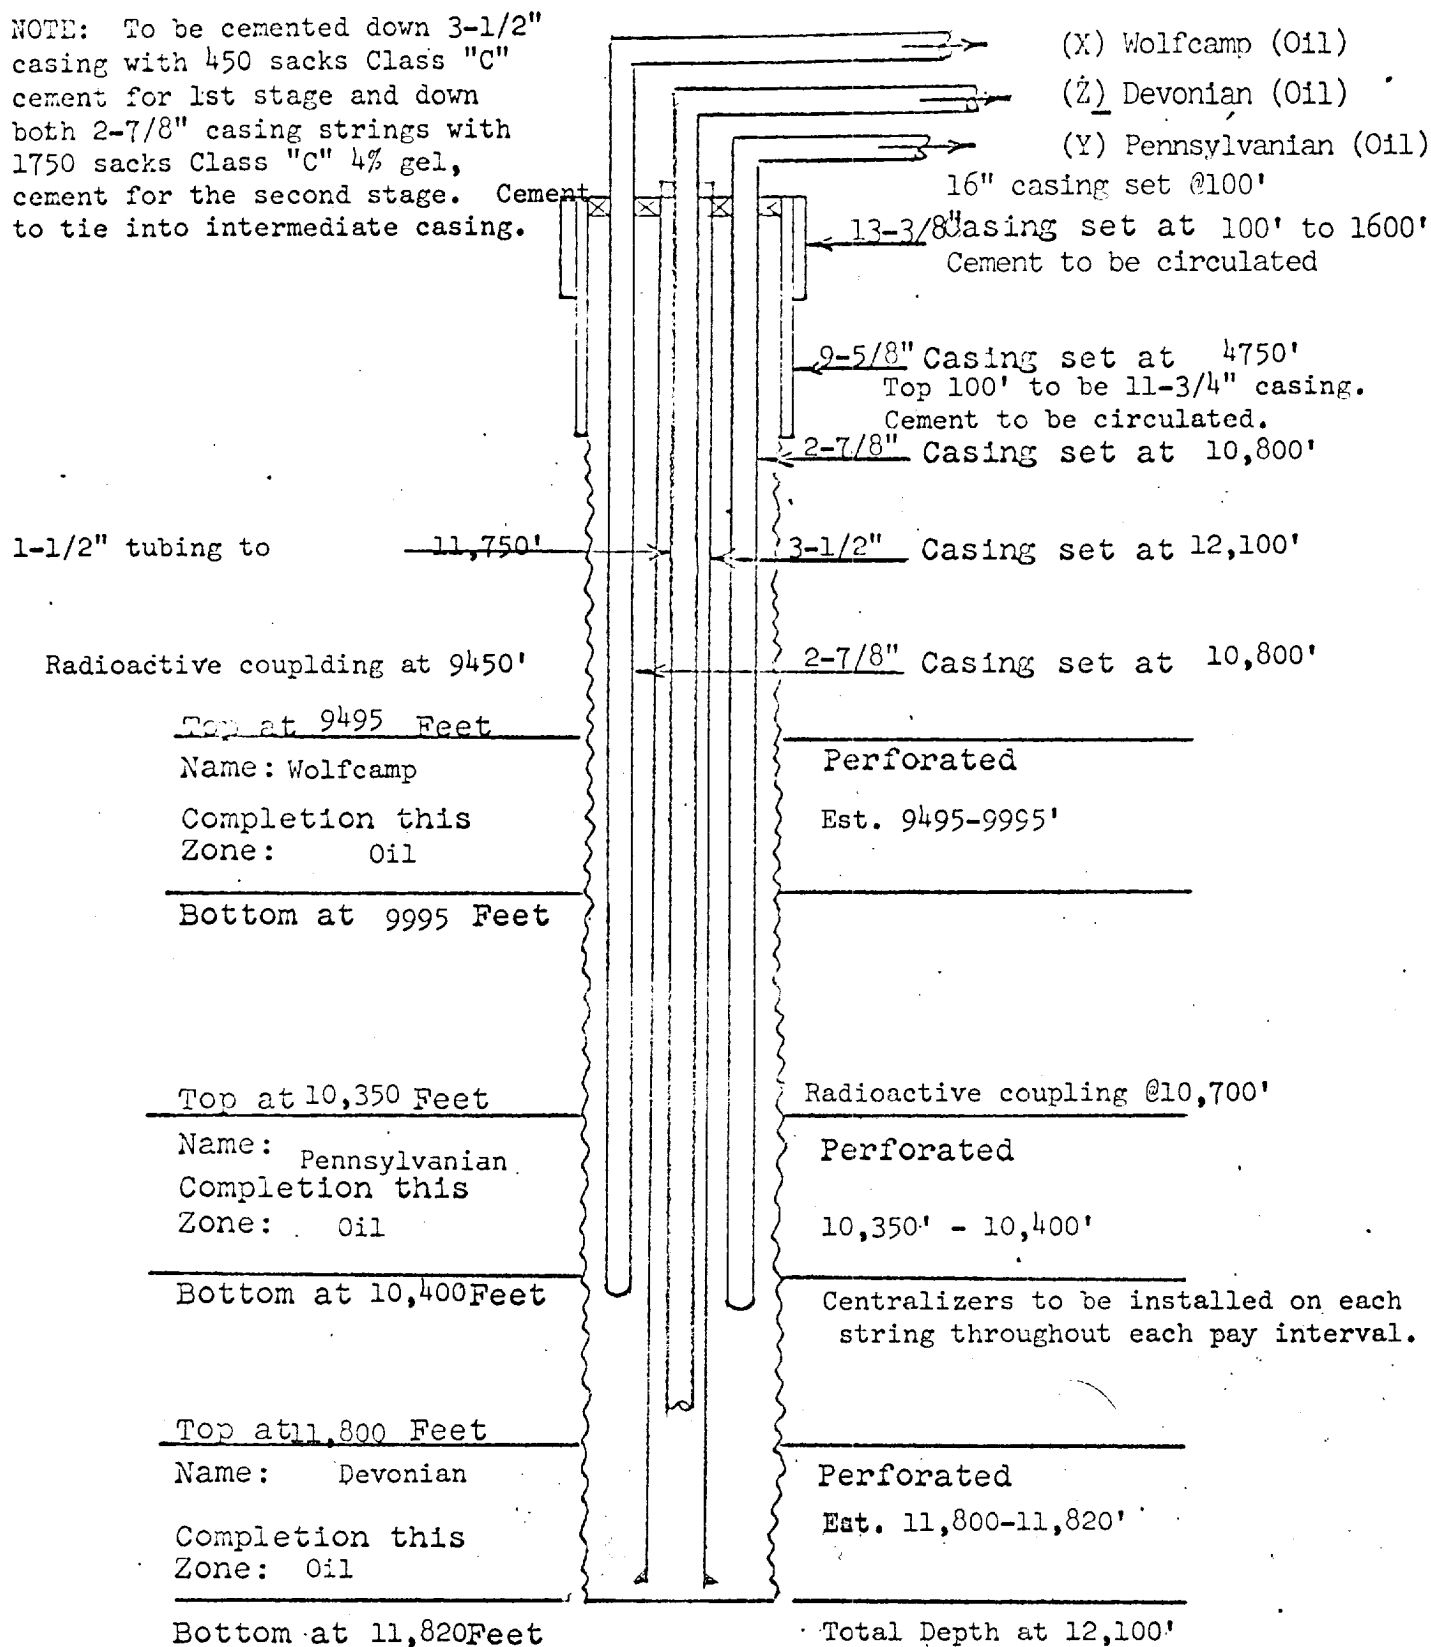 NOTE: To be cemented down 3-1/2"
casing with 450 sacks Class "C"
cement for 1st stage and down
both 2-7/8" casing strings with
1750 sacks Class "C" 4% gel,
cement for the second stage. Cement
to tie into intermediate casing.
(X) Wolfcamp (Oil)
(Z) Devonian (Oil)
(Y) Pennsylvanian (Oil)
16" casing set @100'
13-3/8" Casing set at 100' to 1600'
Cement to be circulated
9-5/8" Casing set at 4750'
Top 100' to be 11-3/4" casing.
Cement to be circulated.
2-7/8" Casing set at 10,800'
1-1/2" tubing to 11,750'
3-1/2" Casing set at 12,100'
Radioactive couplding at 9450'
2-7/8" Casing set at 10,800'
Top at 9495 Feet
Name: Wolfcamp
Perforated
Completion this
Est. 9495-9995'
Zone: Oil
Bottom at 9995 Feet
Top at 10,350 Feet
Radioactive coupling @10,700'
Name: Pennsylvanian
Perforated
Completion this
Zone: Oil
10,350' - 10,400'
Bottom at 10,400 Feet
Centralizers to be installed on each
string throughout each pay interval.
Top at 11,800 Feet
Name: Devonian
Perforated
Est. 11,800-11,820'
Completion this
Zone: Oil
Bottom at 11,820 Feet
Total Depth at 12,100'